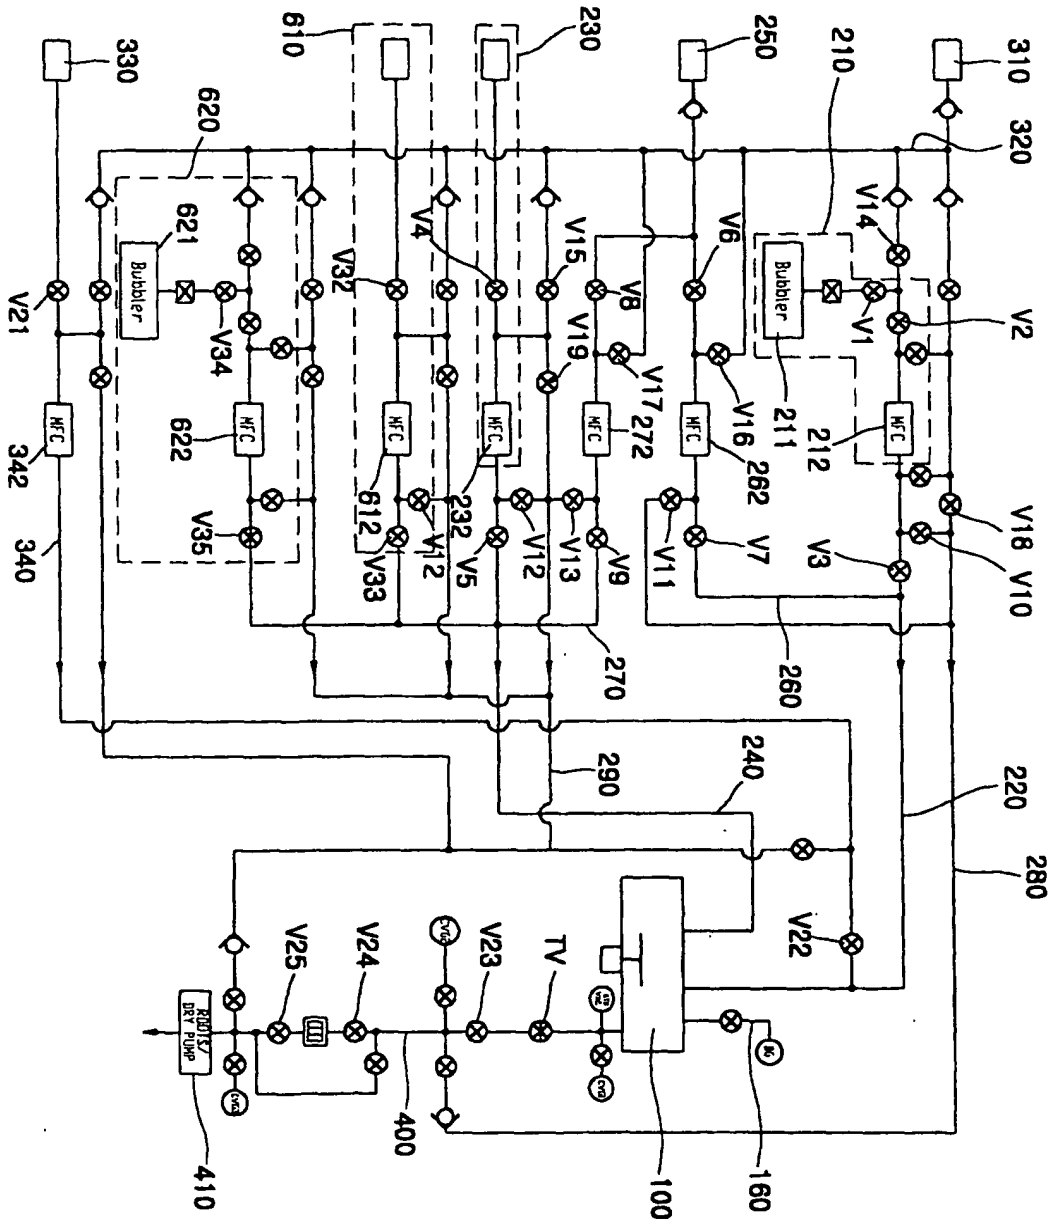 320
V2
V18
V10
220
280
310
V14
V1
212
MFC
V3
260
210
Bubbler
211
V22
160
250
V6
V16
262
MFC
V7
V11
240
100
V8
V17
272
MFC
V9
270
230
V15
V19
V13
V12
290
TV
V4
232
MFC
V5
V23
610
V32
612
MFC
V12
V33
400
V24
330
V34
622
MFC
V35
V25
620
621
Bubbler
ROOTS/
DRY PUMP
410
V21
342
MFC
340